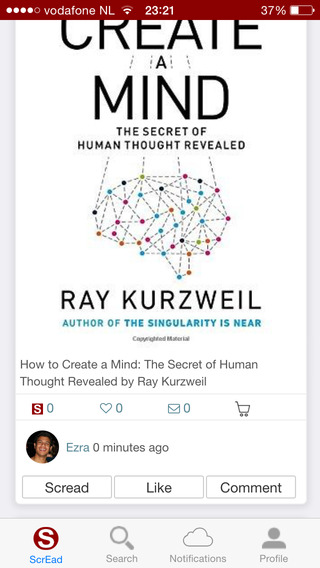 vodafone NL 23:21 37%
CREATE
A
MIND
THE SECRET OF
HUMAN THOUGHT REVEALED
RAY KURZWEIL
AUTHOR OF THE SINGULARITY IS NEAR
Copyrighted Material
How to Create a Mind: The Secret of Human
Thought Revealed by Ray Kurzweil
S 0 0 0
Ezra 0 minutes ago
Scread Like Comment
S
ScrEad Search Notifications Profile